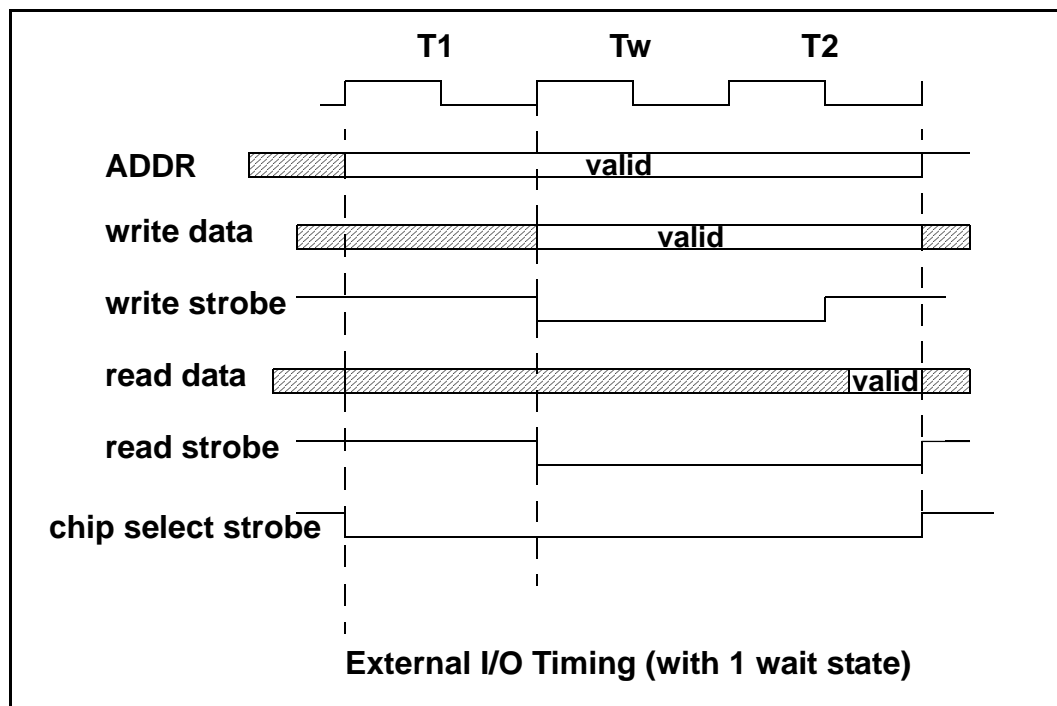 T1 Tw T2
ADDR valid
write data valid
write strobe
read data valid
read strobe
chip select strobe
External I/O Timing (with 1 wait state)